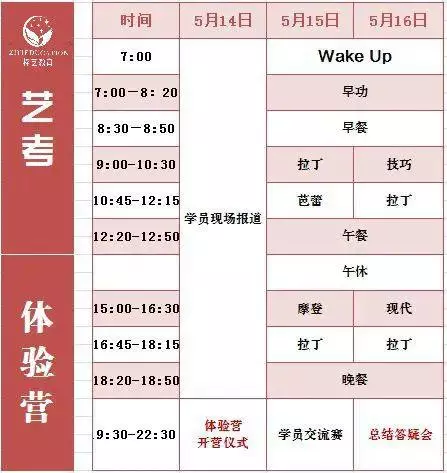 ZIYIEDUCATION
梓艺教育
艺考
体验营
时间 5月14日 5月15日 5月16日
7:00 Wake Up
7:00-8：20 早功
8:30-8:50 早餐
9:00-10:30 拉丁 技巧
10:45-12:15 芭蕾 拉丁
学员现场报道
12:20-12:50 午餐
午休
15:00-16:30 摩登 现代
16:45-18:15 拉丁 拉丁
18:20-18:50 晚餐
体验营
开营仪式
19:30-22:30 学员交流赛 总结答疑会